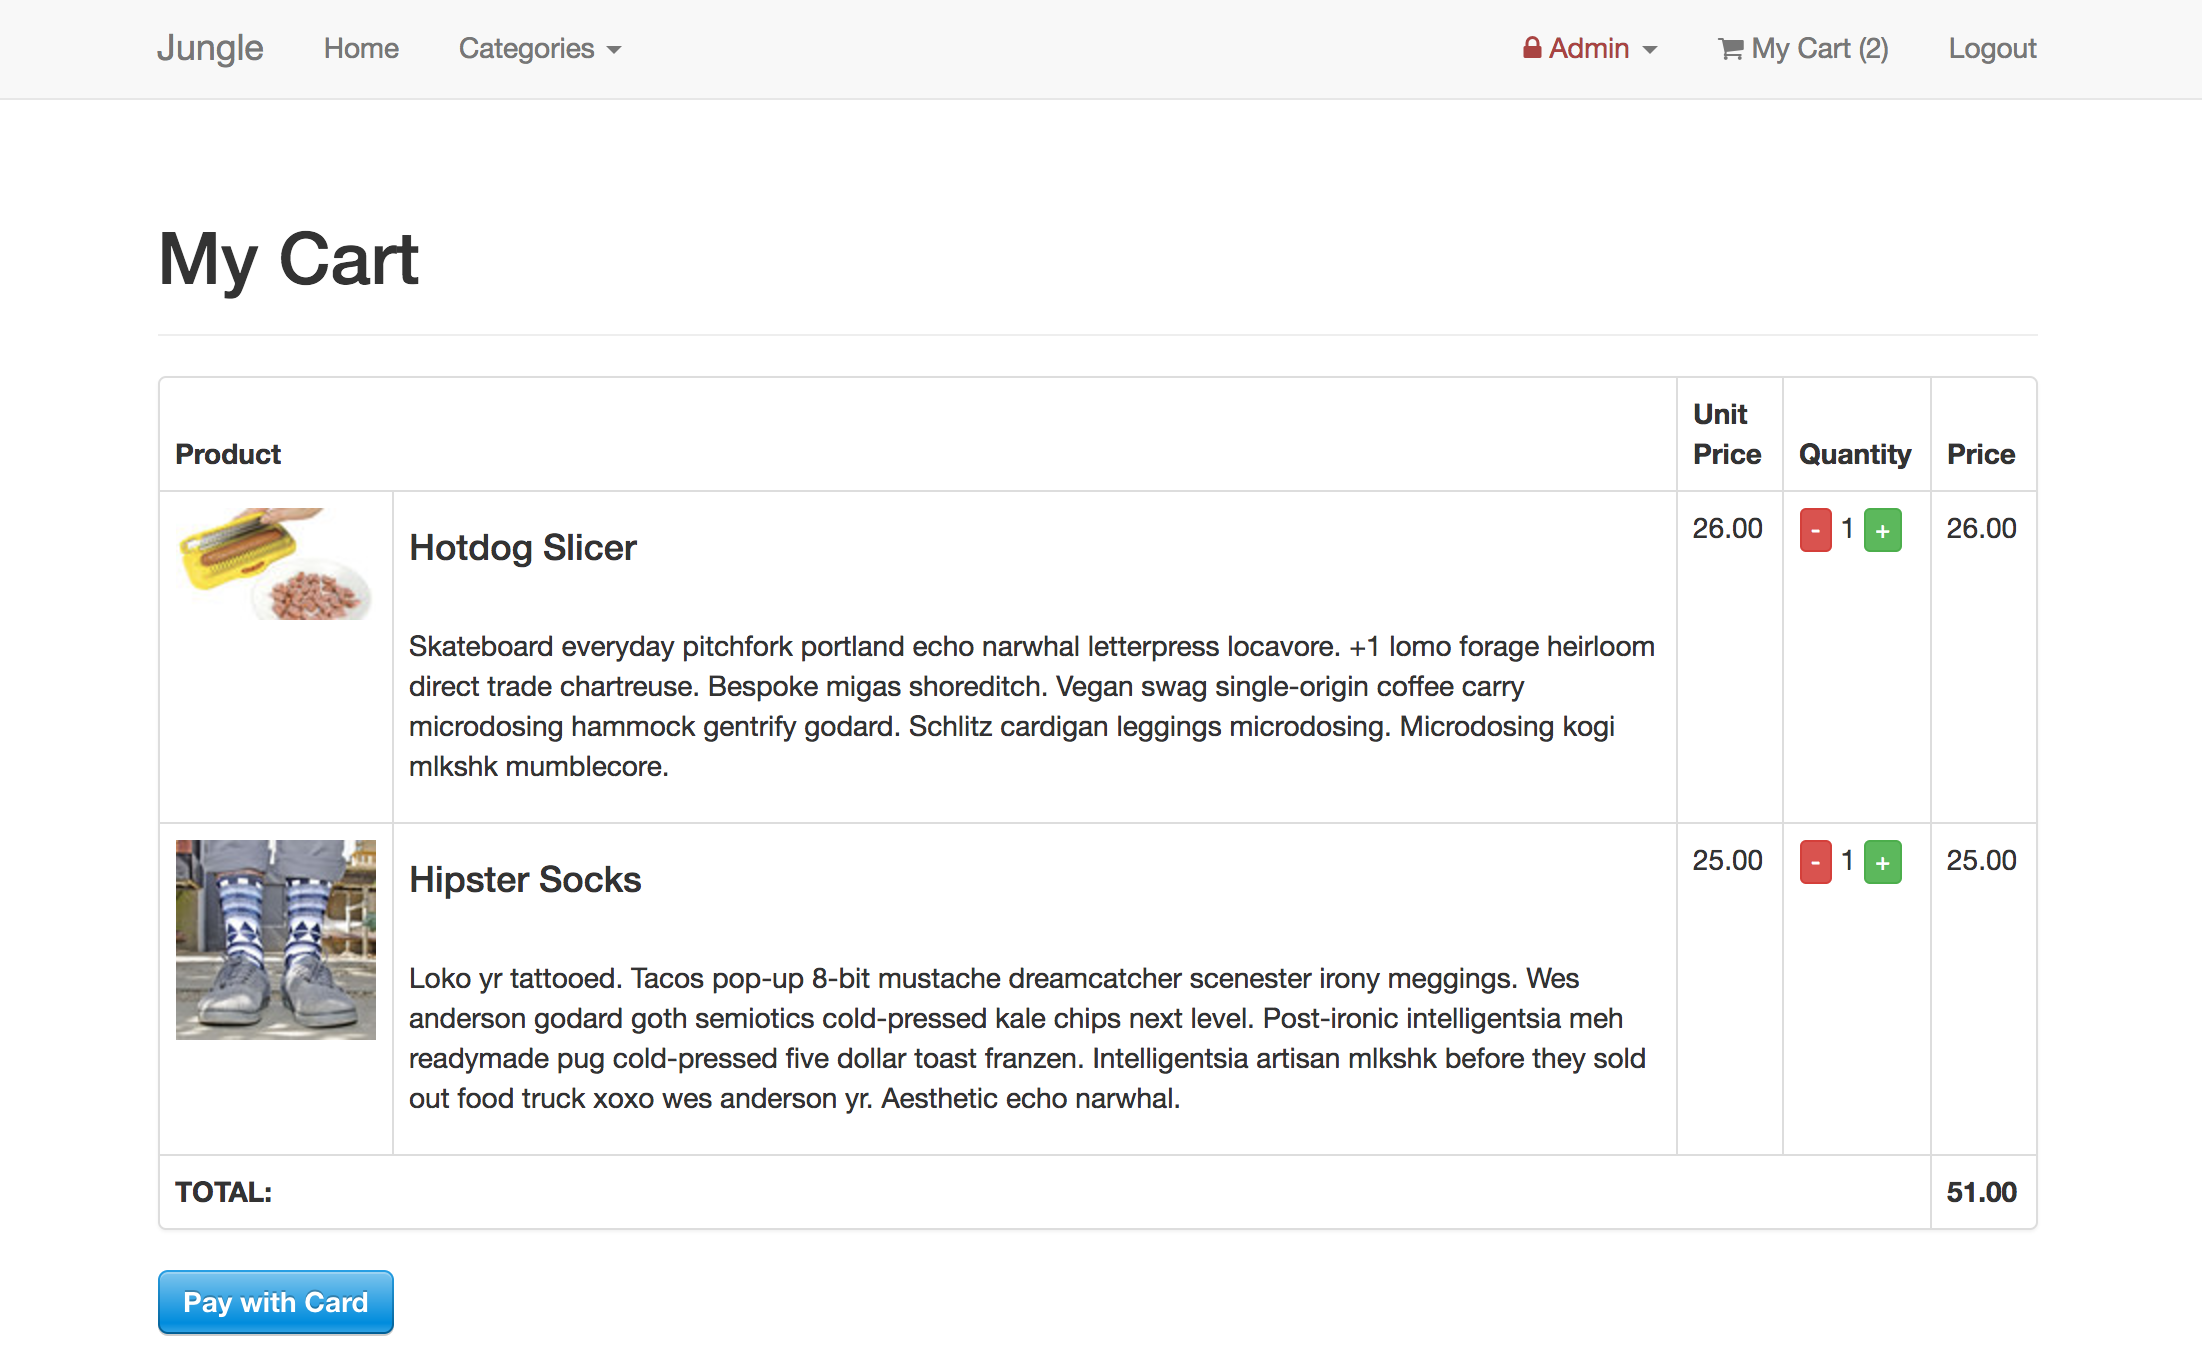 Jungle Home Categories Admin My Cart (2) Logout
My Cart
Product Unit Price Quantity Price
Hotdog Slicer 26.00 - 1 + 26.00
Skateboard everyday pitchfork portland echo narwhal letterpress locavore. +1 lomo forage heirloom
direct trade chartreuse. Bespoke migas shoreditch. Vegan swag single-origin coffee carry
microdosing hammock gentrify godard. Schlitz cardigan leggings microdosing. Microdosing kogi
mlkshk mumblecore.
Hipster Socks 25.00 - 1 + 25.00
Loko yr tattooed. Tacos pop-up 8-bit mustache dreamcatcher scenester irony meggings. Wes
anderson godard goth semiotics cold-pressed kale chips next level. Post-ironic intelligentsia meh
readymade pug cold-pressed five dollar toast franzen. Intelligentsia artisan mlkshk before they sold
out food truck xoxo wes anderson yr. Aesthetic echo narwhal.
TOTAL: 51.00
Pay with Card